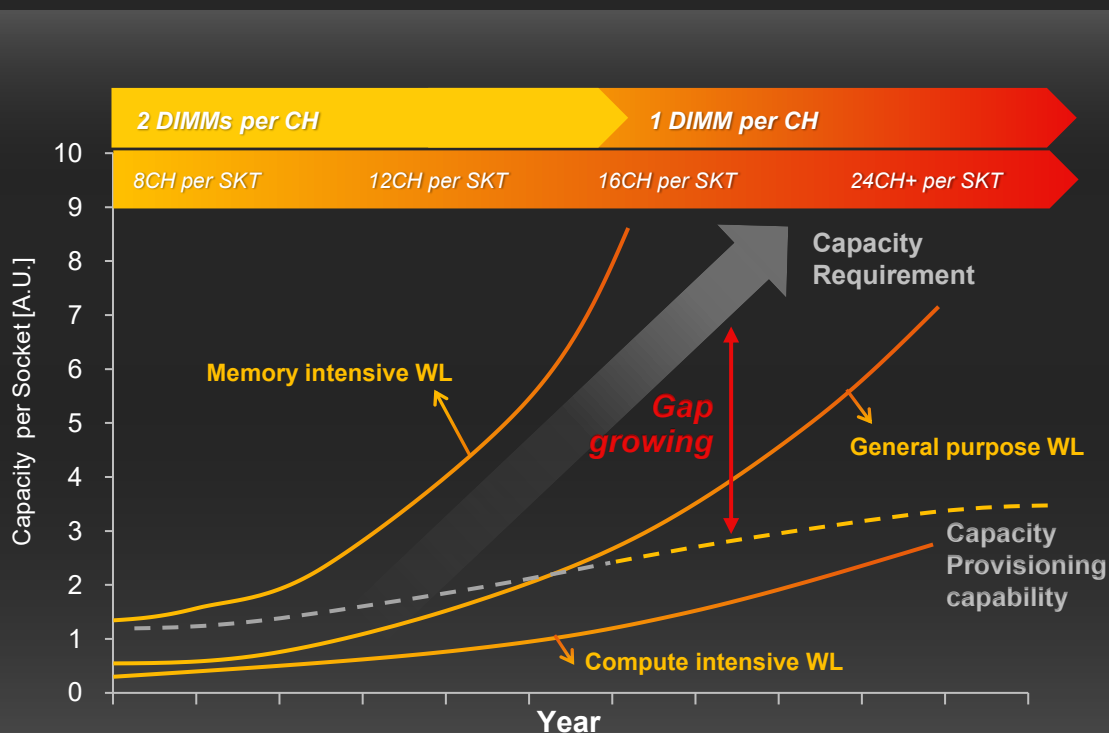 2 DIMMs per CH
1 DIMM per CH
8CH per SKT
12CH per SKT
16CH per SKT
24CH+ per SKT
10
9
8
7
6
5
4
3
2
1
0
Capacity per Socket [A.U.]
Capacity
Requirement
Memory intensive WL
Gap
growing
General purpose WL
Capacity
Provisioning
capability
Compute intensive WL
Year